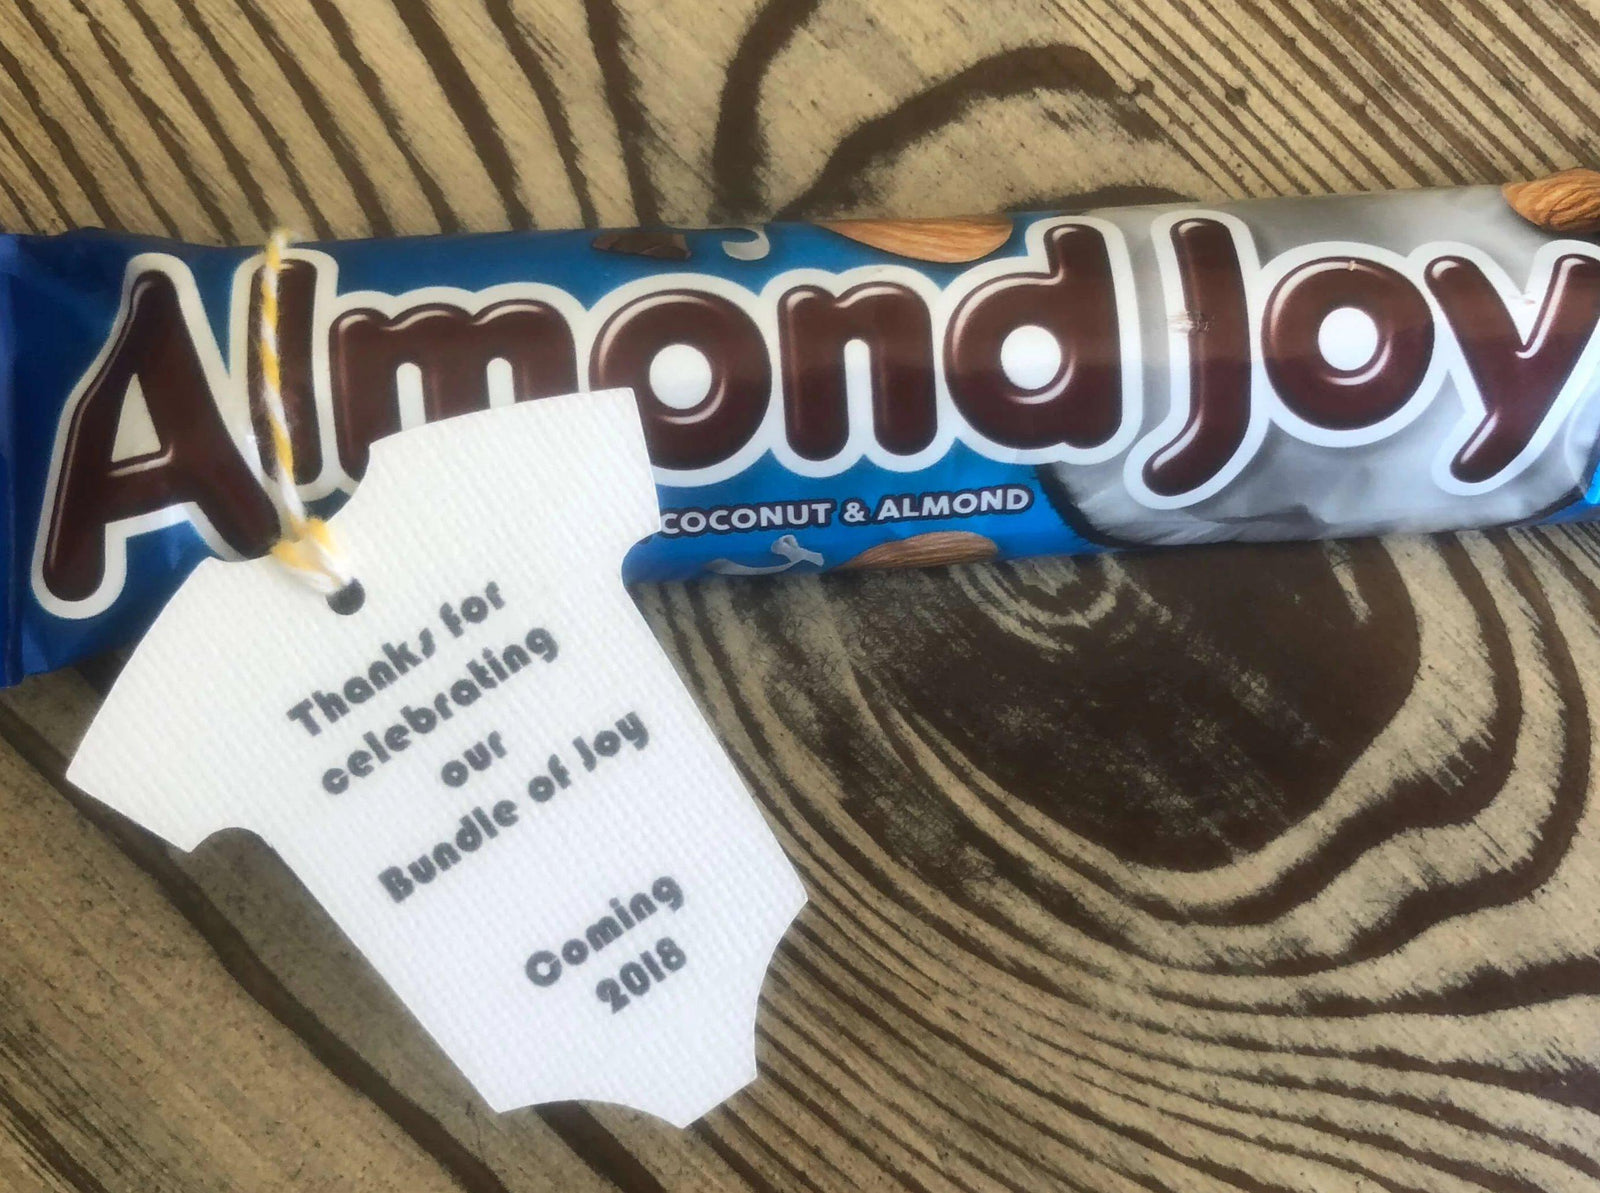 Almond Joy
COCONUT & ALMOND
Thanks for
celebrating
our
Bundle of Joy
Coming
2018